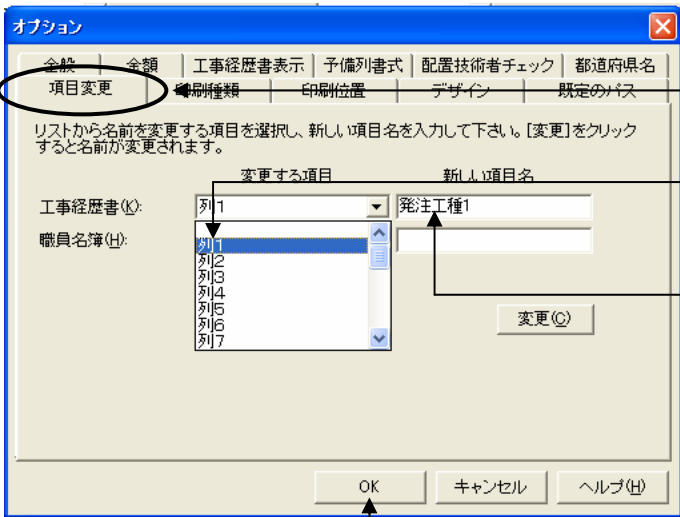 オプション
全般 金額 工事経歴書表示 予備列書式 配置技術者チェック 都道府県名
項目変更 印刷種類 印刷位置 デザイン 既定のパス
リストから名前を変更する項目を選択し、新しい項目名を入力して下さい。[変更]をクリック
すると名前が変更されます。
変更する項目 新しい項目名
工事経歴書(K): 列1 発注工種1
職員名簿(H):
列1
列2
列3
列4
列5
列6
列7
変更(C)
OK キャンセル ヘルプ(H)